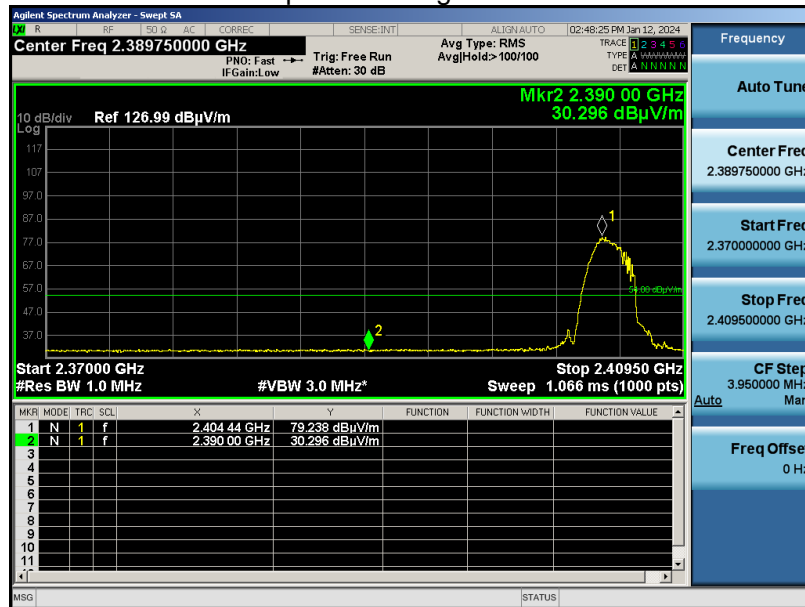 Agilent Spectrum Analyzer - Swept SA
R RF 50 Ω AC CORREC SENSE:INT ALIGN AUTO 02:48:25 PM Jan 12, 2024
Center Freq 2.389750000 GHz
PNO: Fast
IFGain:Low
Trig: Free Run
#Atten: 30 dB
Avg Type: RMS
Avg|Hold:>100/100
TRACE 1 2 3 4 5 6
TYPE A WWWWW
DET A N N N N N
Mkr2 2.390 00 GHz
30.296 dBµV/m
10 dB/div Ref 126.99 dBµV/m
Log
117
107
97.0
87.0
77.0
67.0
57.0
47.0
37.0
1
2
54.00 dBµV/m
Start 2.37000 GHz Stop 2.40950 GHz
#Res BW 1.0 MHz #VBW 3.0 MHz* Sweep 1.066 ms (1000 pts)
MKR MODE TRC SCL X Y FUNCTION FUNCTION WIDTH FUNCTION VALUE
1 N 1 f 2.404 44 GHz 79.238 dBµV/m
2 N 1 f 2.390 00 GHz 30.296 dBµV/m
3
4
5
6
7
8
9
10
11
MSG STATUS
Frequency
Auto Tune
Center Freq
2.389750000 GHz
Start Freq
2.370000000 GHz
Stop Freq
2.409500000 GHz
CF Step
3.950000 MHz
Auto Man
Freq Offset
0 Hz